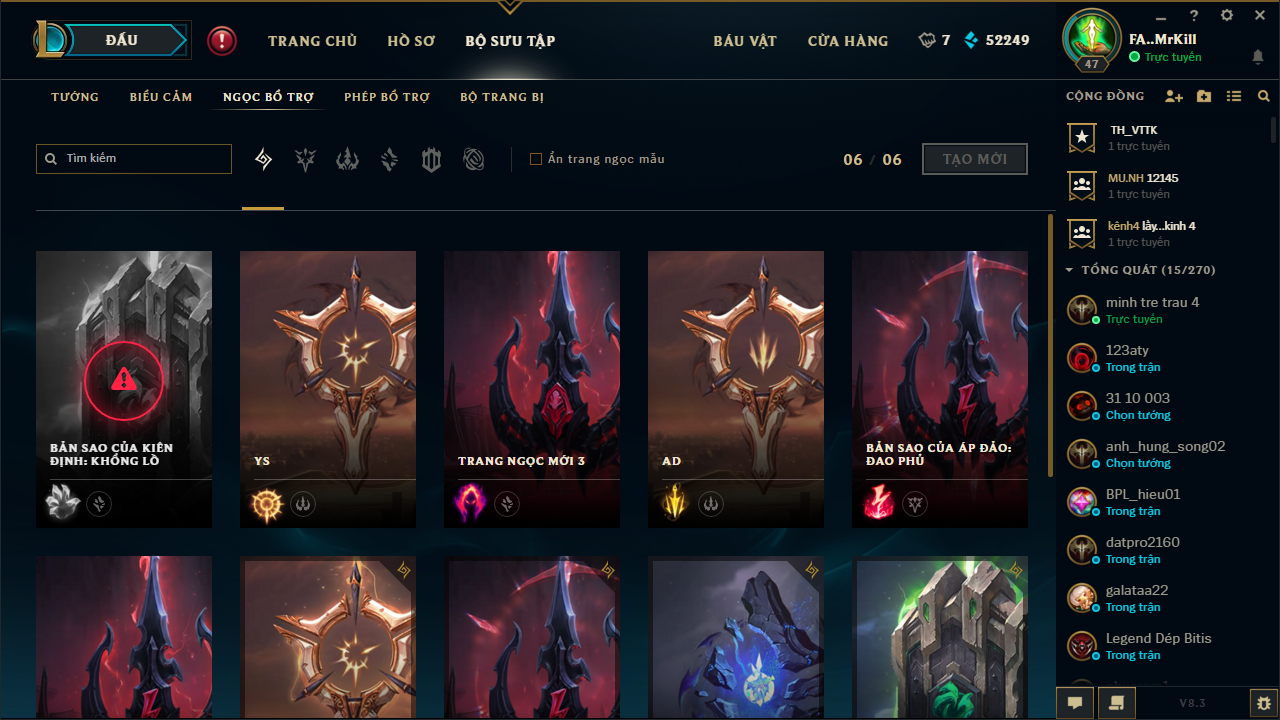 ĐẤU
TRANG CHỦ
HỒ SƠ
BỘ SƯU TẬP
BÁU VẬT
CỬA HÀNG
7
52249
47
?
FA..MrKill
Trực tuyến
TƯỚNG
BIỂU CẢM
NGỌC BỔ TRỢ
PHÉP BỔ TRỢ
BỘ TRANG BỊ
CỘNG ĐỒNG
Tìm kiếm
Ẩn trang ngọc mẫu
06 / 06
TẠO MỚI
BẢN SAO CỦA KIÊN
ĐỊNH: KHỔNG LỒ
YS
TRANG NGỌC MỚI 3
AD
BẢN SAO CỦA ÁP ĐẢO:
ĐAO PHỦ
TH_VTTK
1 trực tuyến
MU.NH 12145
1 trực tuyến
kênh4 lầy...kinh 4
1 trực tuyến
TỔNG QUÁT (15/270)
minh tre trau 4
Trực tuyến
123aty
Trong trận
31 10 003
Chọn tướng
anh_hung_song02
Chọn tướng
BPL_hieu01
Trong trận
datpro2160
Trong trận
galataa22
Trong trận
Legend Dép Bitis
Trong trận
V8.3